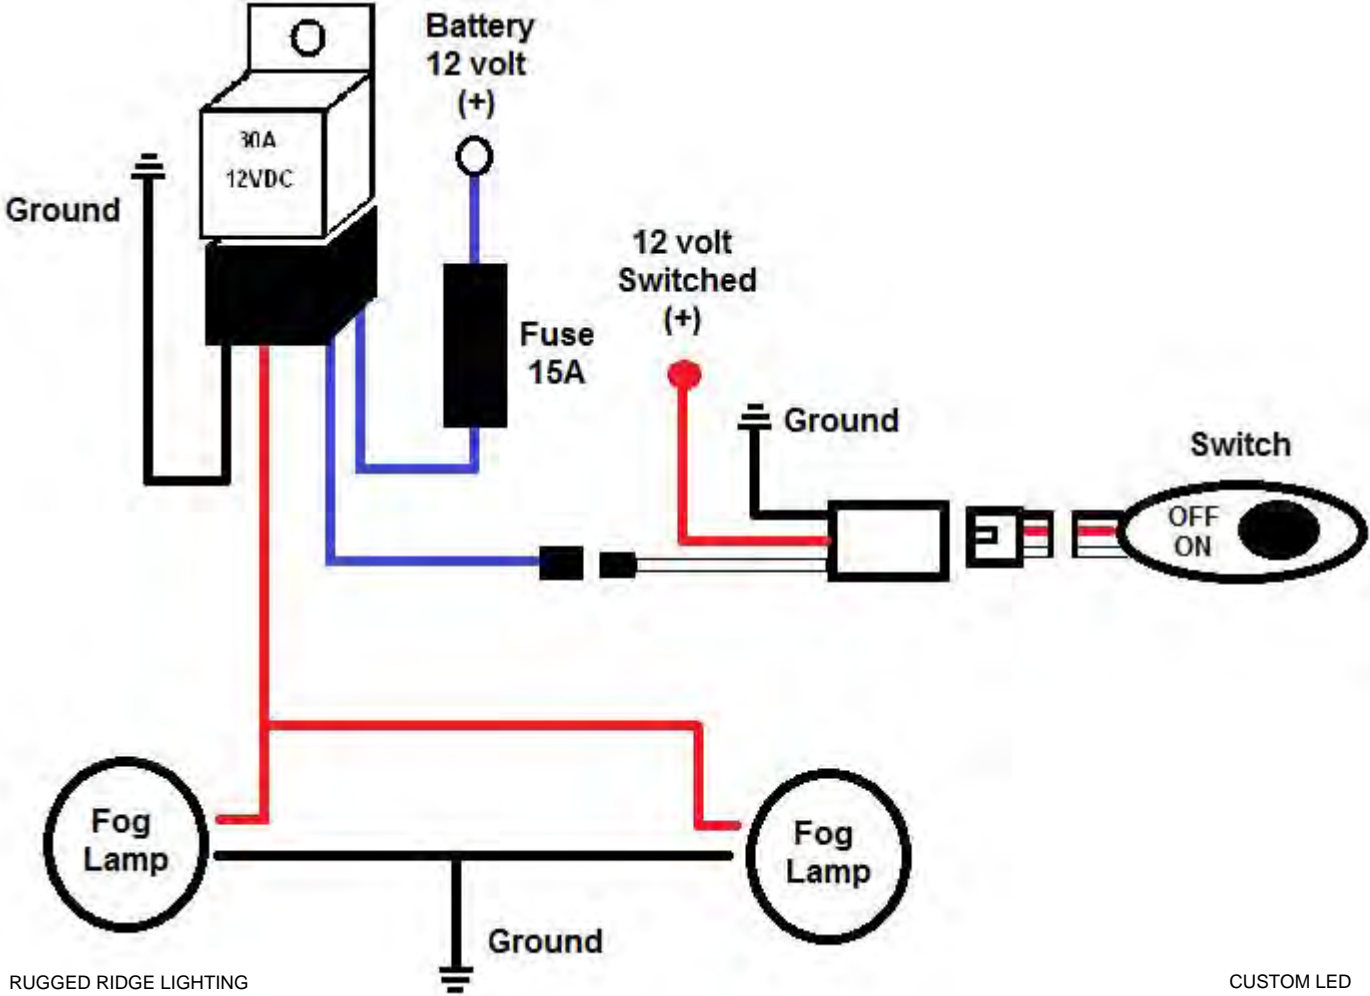 Battery
12 volt
(+)
30A
12VDC
Ground
12 volt
Switched
(+)
Fuse
15A
Ground
Switch
OFF
ON
Fog
Lamp
Fog
Lamp
Ground
RUGGED RIDGE LIGHTING
CUSTOM LED